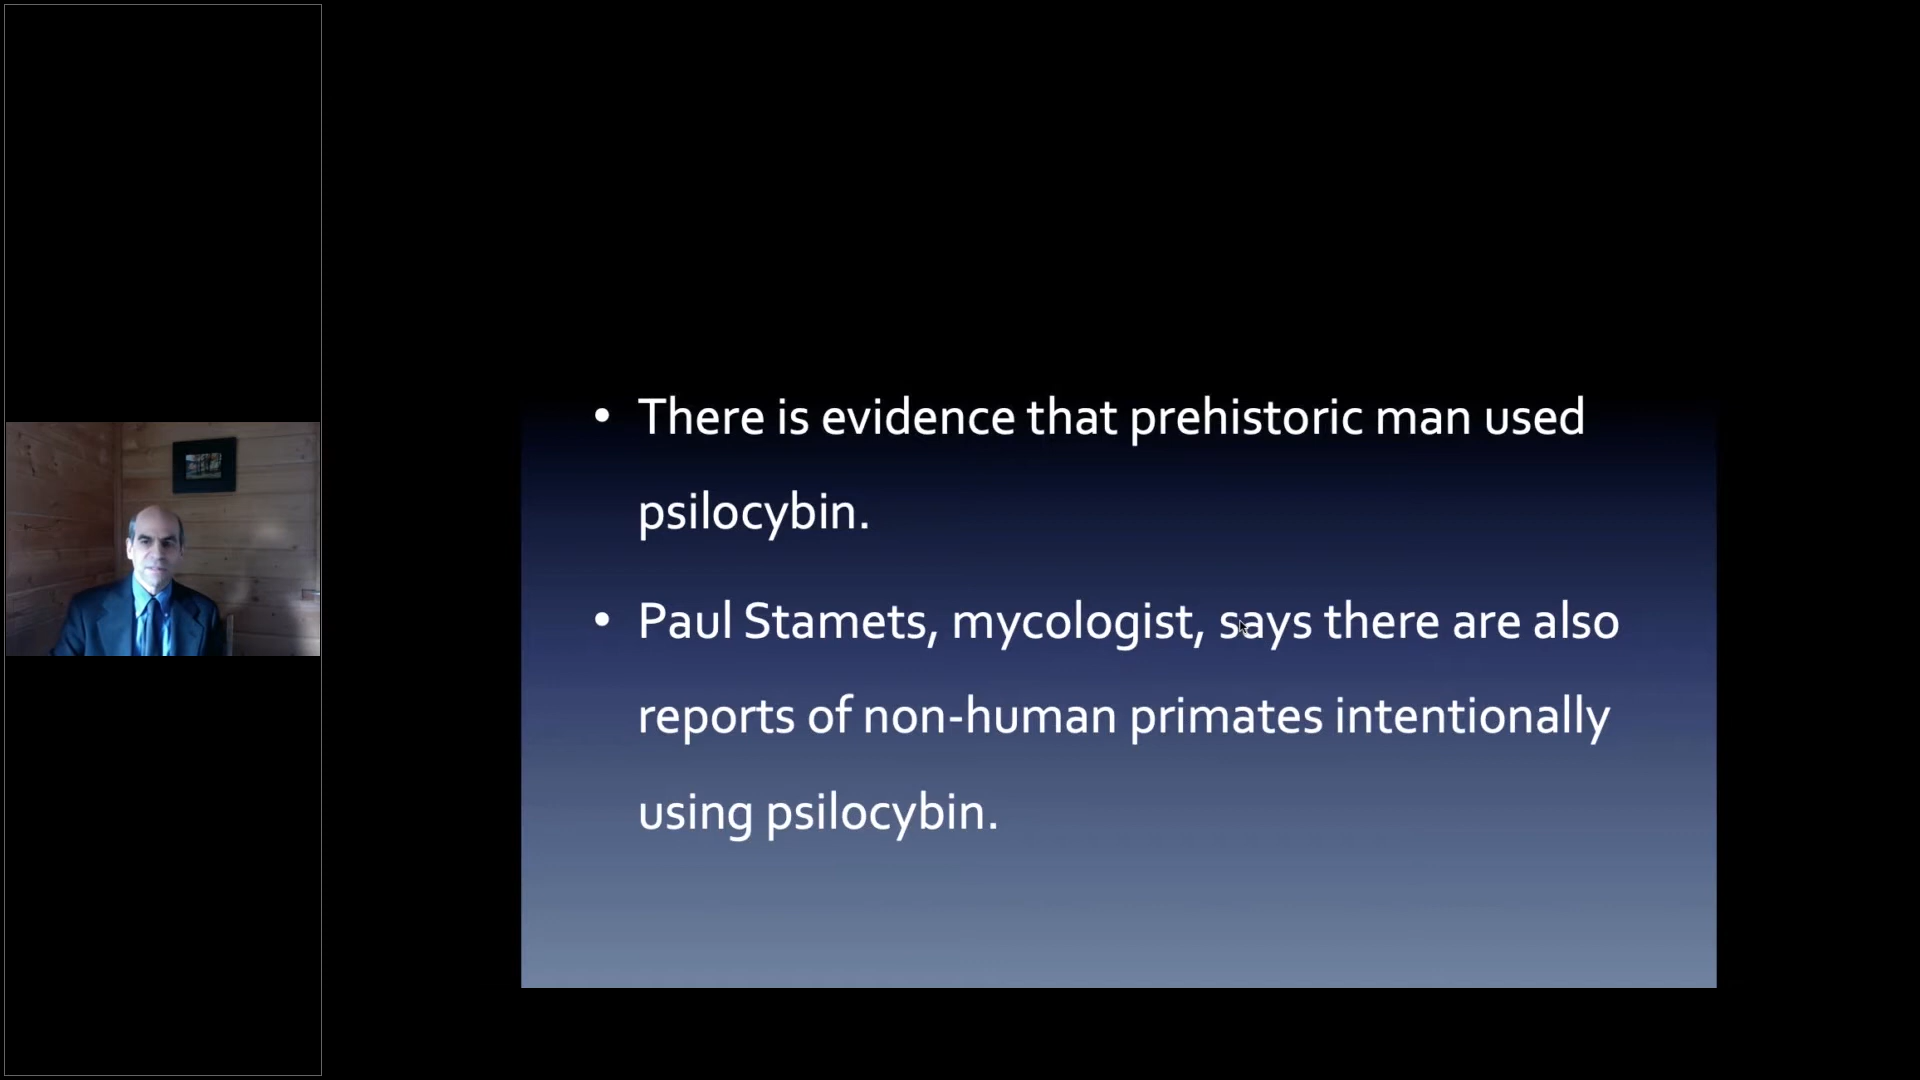 • There is evidence that prehistoric man used
psilocybin.
• Paul Stamets, mycologist, says there are also
reports of non-human primates intentionally
using psilocybin.